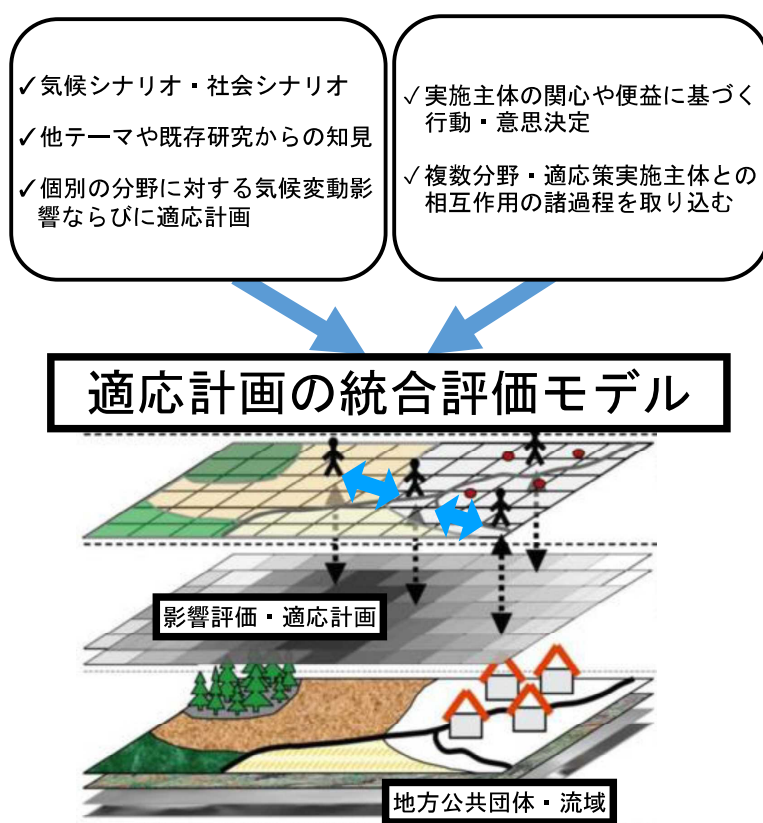 ✓気候シナリオ・社会シナリオ
✓他テーマや既存研究からの知見
✓個別の分野に対する気候変動影
響ならびに適応計画
✓実施主体の関心や便益に基づく
行動・意思決定
✓複数分野・適応策実施主体との
相互作用の諸過程を取り込む
適応計画の統合評価モデル
影響評価・適応計画
地方公共団体・流域